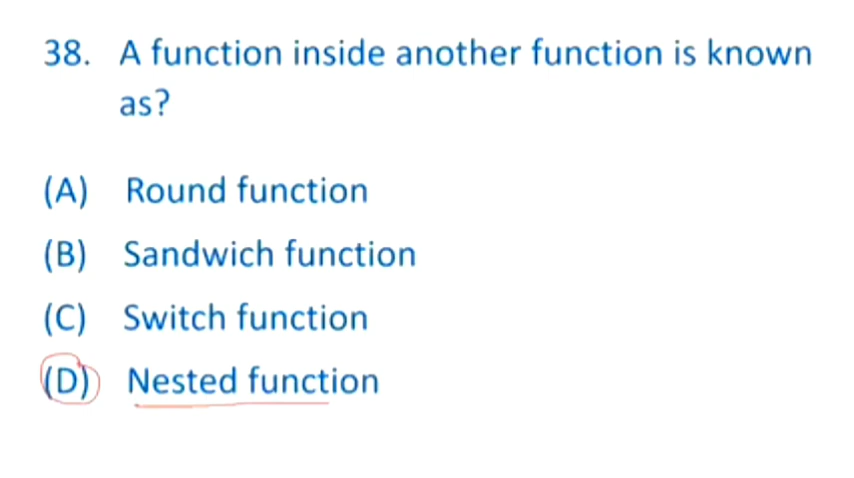 38. A function inside another function is known
as?
(A) Round function
(B) Sandwich function
(C) Switch function
(D) Nested function